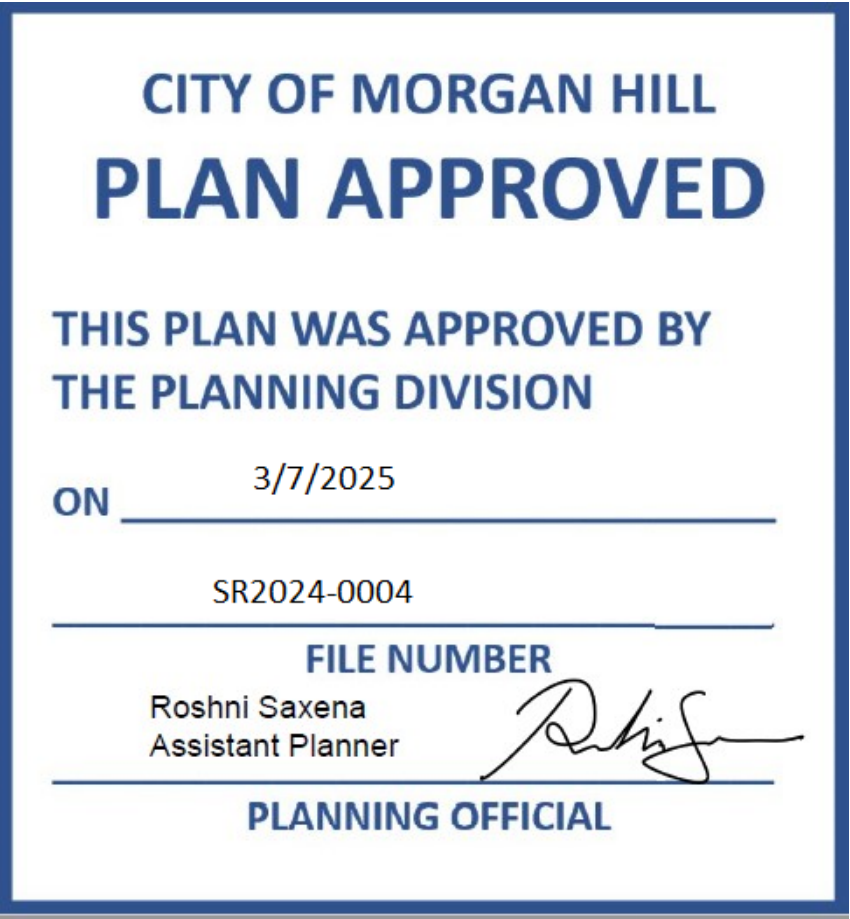 CITY OF MORGAN HILL
PLAN APPROVED
THIS PLAN WAS APPROVED BY
THE PLANNING DIVISION
3/7/2025
ON
SR2024-0004
FILE NUMBER
Roshni Saxena
Assistant Planner
PLANNING OFFICIAL